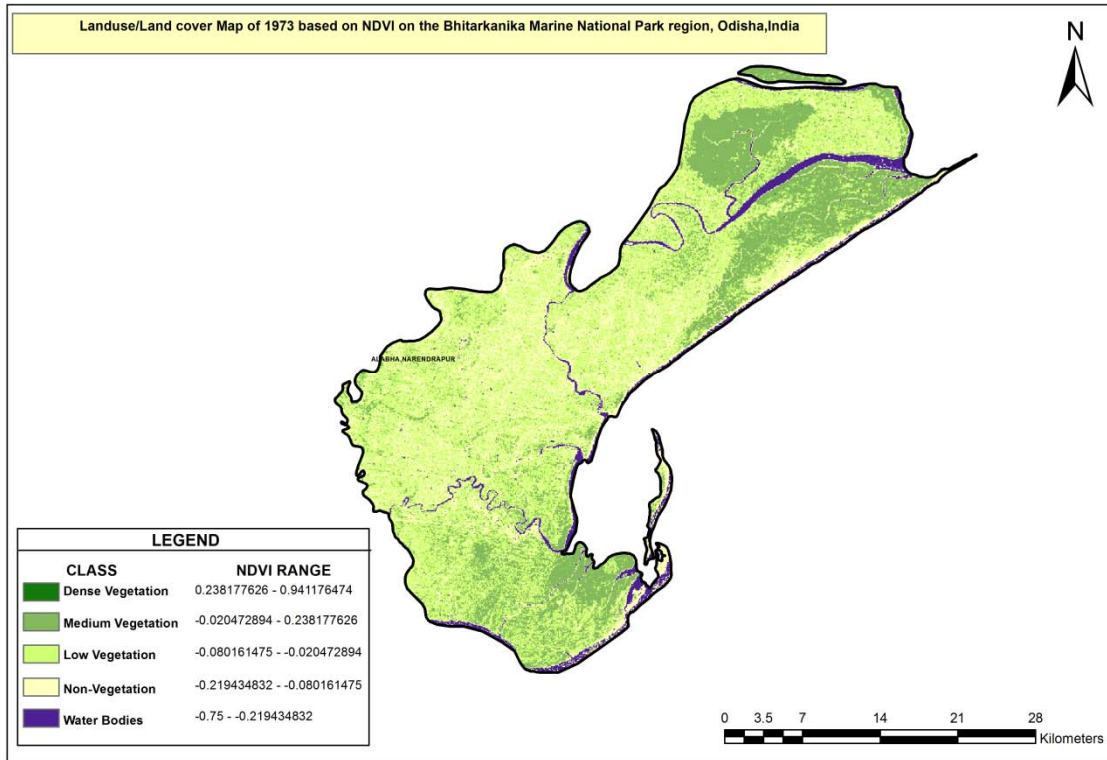 Landuse/Land cover Map of 1973 based on NDVI on the Bhitarkanika Marine National Park region, Odisha,India
N
ALABHA,NARENDRAPUR
LEGEND
CLASS NDVI RANGE
Dense Vegetation 0.238177626 - 0.941176474
Medium Vegetation -0.020472894 - 0.238177626
Low Vegetation -0.080161475 - -0.020472894
Non-Vegetation -0.219434832 - -0.080161475
Water Bodies -0.75 - -0.219434832
0 3.5 7 14 21 28
Kilometers